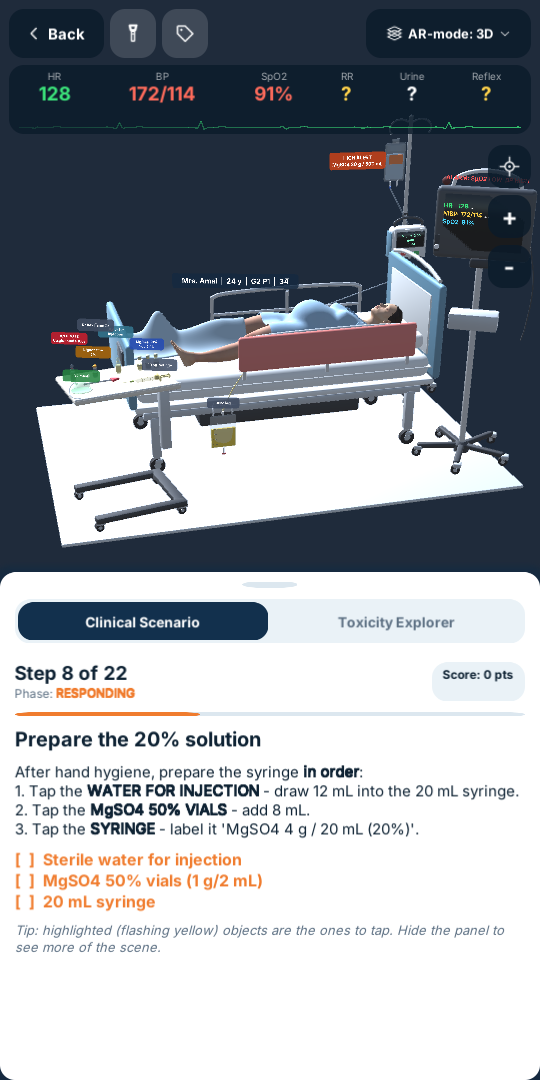 Back
AR-mode: 3D
HR
BP
SpO2
RR
Urine
Reflex
128
172/114
91%
?
?
?
HR 128
SpO2
Mrs. Amal | 24 y | G2 P1 | 34
Clinical Scenario
Toxicity Explorer
Step 8 of 22
Score: 0 pts
Phase: RESPONDING
Prepare the 20% solution
After hand hygiene, prepare the syringe in order:
1. Tap the WATER FOR INJECTION - draw 12 mL into the 20 mL syringe.
2. Tap the MgSO4 50% VIALS - add 8 mL.
3. Tap the SYRINGE - label it 'MgSO4 4 g / 20 mL (20%)'.
[ ] Sterile water for injection
[ ] MgSO4 50% vials (1 g/2 mL)
[ ] 20 mL syringe
Tip: highlighted (flashing yellow) objects are the ones to tap. Hide the panel to
see more of the scene.